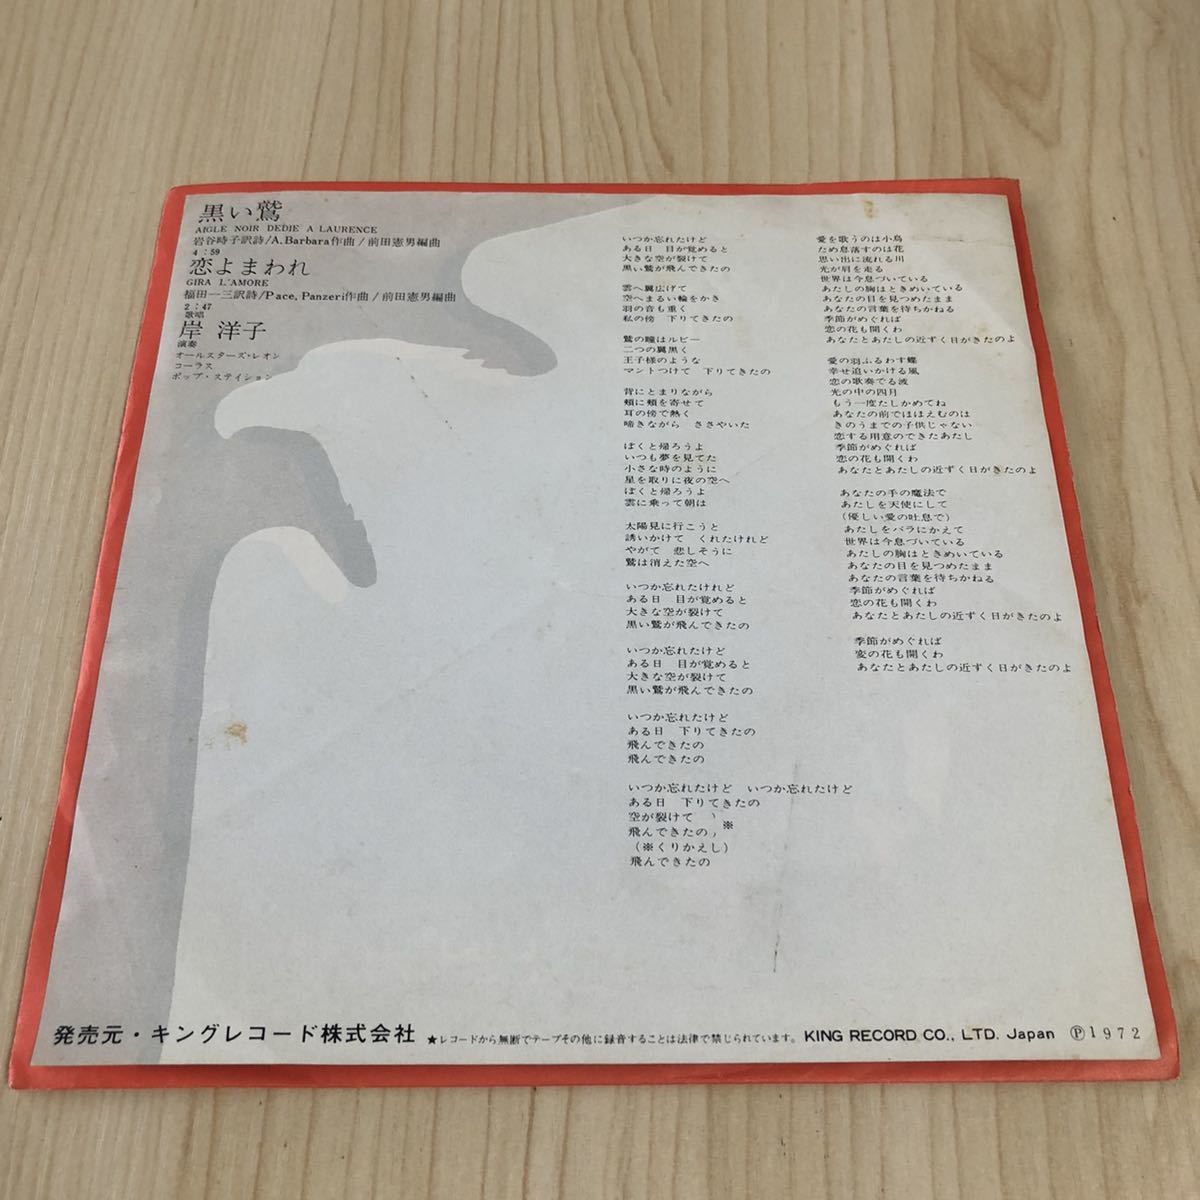 黒い鷲
AIGLE NOIR DEDIE A LAURENCE
岩谷時子訳詩/A.Barbara作曲/前田憲男編曲
4：59
恋よまわれ
GIRA L'AMORE
福田一三訳詩/Pace, Panzeri作曲/前田憲男編曲
2：47
歌唱
岸 洋子
演奏
オールスターズ・レオン
コーラス
ポップ・ステイション
いつか忘れたけど
ある日　目が覚めると
大きな空が裂けて
黒い鷲が飛んできたの
雲へ翼広げて
空へまるい輪をかき
羽の音も重く
私の傍　下りてきたの
鷲の瞳はルビー
二つの翼黒く
王子様のような
マントつけて　下りてきたの
背にとまりながら
頬に頬を寄せて
耳の傍で熱く
啼きながら　ささやいた
ぼくと帰ろうよ
いつも夢を見てた
小さな時のように
星を取りに夜の空へ
ぼくと帰ろうよ
雲に乗って朝は
太陽見に行こうと
誘いかけて　くれたけれど
やがて　悲しそうに
鷲は消えた空へ
いつか忘れたけれど
ある日　目が覚めると
大きな空が裂けて
黒い鷲が飛んできたの
いつか忘れたけど
ある日　目が覚めると
大きな空が裂けて
黒い鷲が飛んできたの
いつか忘れたけど
ある日　下りてきたの
飛んできたの
飛んできたの
いつか忘れたけど　いつか忘れたけど
ある日　下りてきたの
空が裂けて
飛んできたの ※
（※くりかえし）
飛んできたの
愛を歌うのは小鳥
ため息落すのは花
思い出に流れる川
光が肩を走る
世界は今息づいている
あたしの胸はときめいている
あなたの目を見つめたまま
あなたの言葉を待ちかねる
季節がめぐれば
恋の花も開くわ
あなたとあたしの近ずく日がきたのよ
愛の羽ふるわす蝶
幸せ追いかける風
恋の歌奏でる波
光の中の四月
もう一度たしかめてね
あなたの前でほほえむのは
きのうまでの子供じゃない
恋する用意のできたあたし
季節がめぐれば
恋の花も開くわ
あなたとあたしの近ずく日がきたのよ
あなたの手の魔法で
あたしを天使にして
（優しい愛の吐息で）
あたしをバラにかえて
世界は今息づいている
あたしの胸はときめいている
あなたの目を見つめたまま
あなたの言葉を待ちかねる
季節がめぐれば
恋の花も開くわ
あなたとあたしの近ずく日がきたのよ
季節がめぐれば
変の花も開くわ
あなたとあたしの近ずく日がきたのよ
発売元・キングレコード株式会社 ★レコードから無断でテープその他に録音することは法律で禁じられています。 KING RECORD CO., LTD. Japan Ⓟ1972